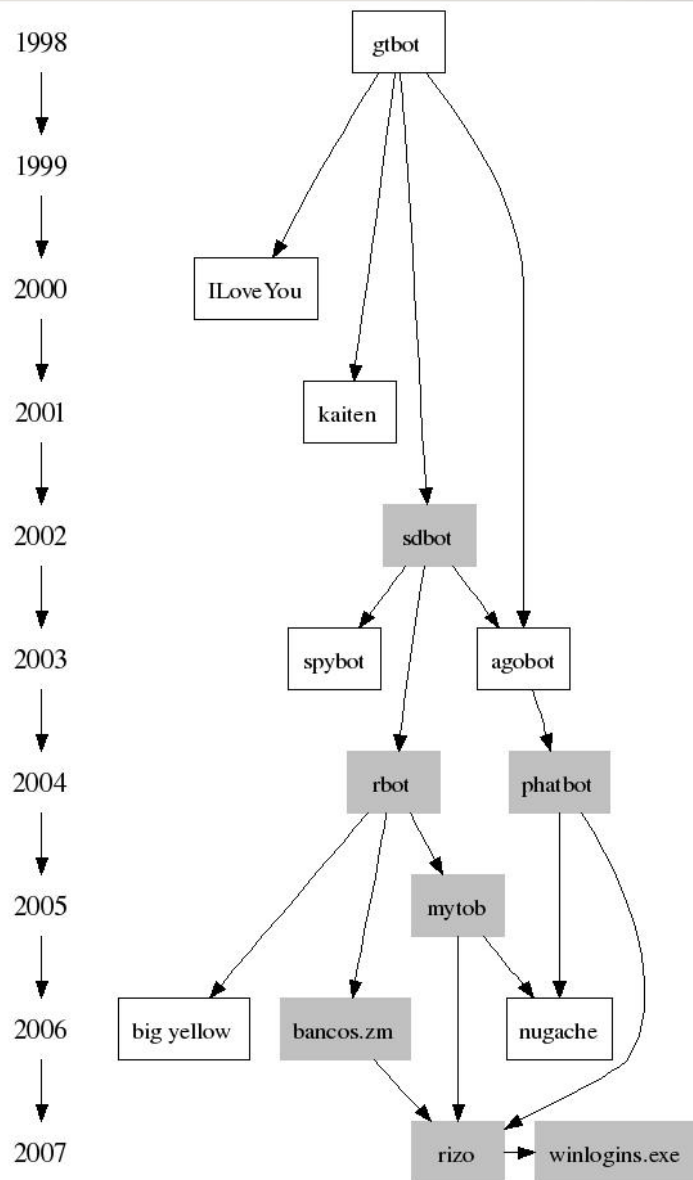 1998
gtbot
1999
2000
ILoveYou
2001
kaiten
2002
sdbot
2003
spybot
agobot
2004
rbot
phatbot
2005
mytob
2006
big yellow
bancos.zm
nugache
2007
rizo
winlogins.exe